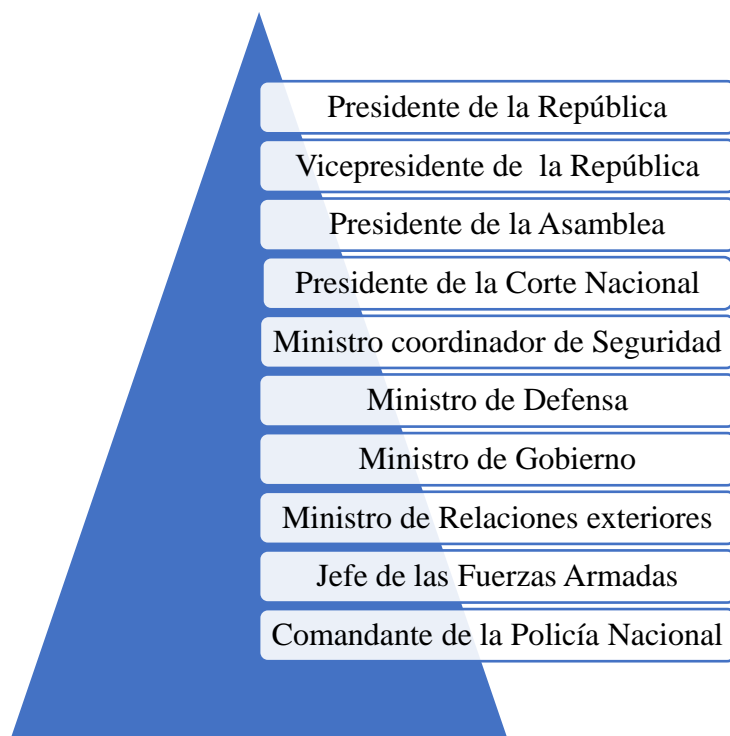 Presidente de la República
Vicepresidente de la República
Presidente de la Asamblea
Presidente de la Corte Nacional
Ministro coordinador de Seguridad
Ministro de Defensa
Ministro de Gobierno
Ministro de Relaciones exteriores
Jefe de las Fuerzas Armadas
Comandante de la Policía Nacional